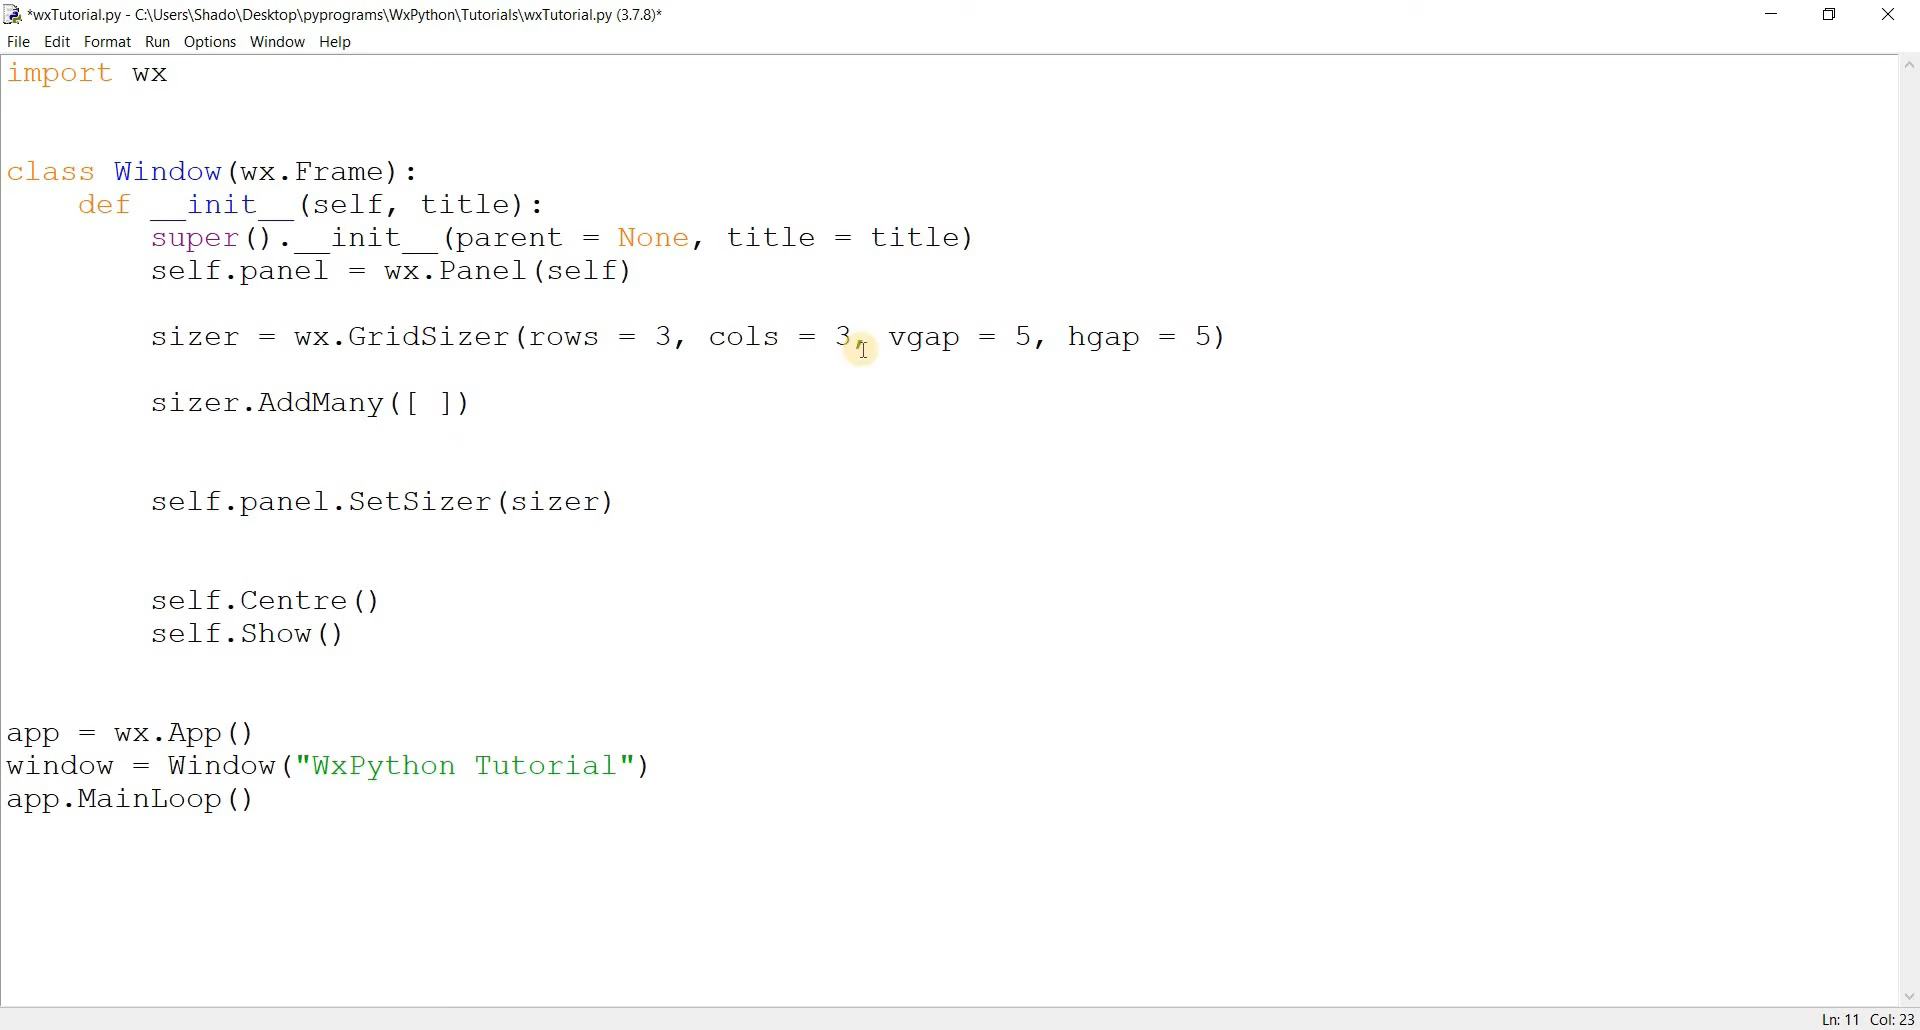 *wxTutorial.py - C:\Users\Shado\Desktop\pyprograms\WxPython\Tutorials\wxTutorial.py (3.7.8)*
File Edit Format Run Options Window Help
import wx
class Window(wx.Frame):
    def __init__(self, title):
        super().__init__(parent = None, title = title)
        self.panel = wx.Panel(self)
        sizer = wx.GridSizer(rows = 3, cols = 3, vgap = 5, hgap = 5)
        sizer.AddMany([ ])
        self.panel.SetSizer(sizer)
        self.Centre()
        self.Show()
app = wx.App()
window = Window("WxPython Tutorial")
app.MainLoop()
Ln: 11 Col: 23